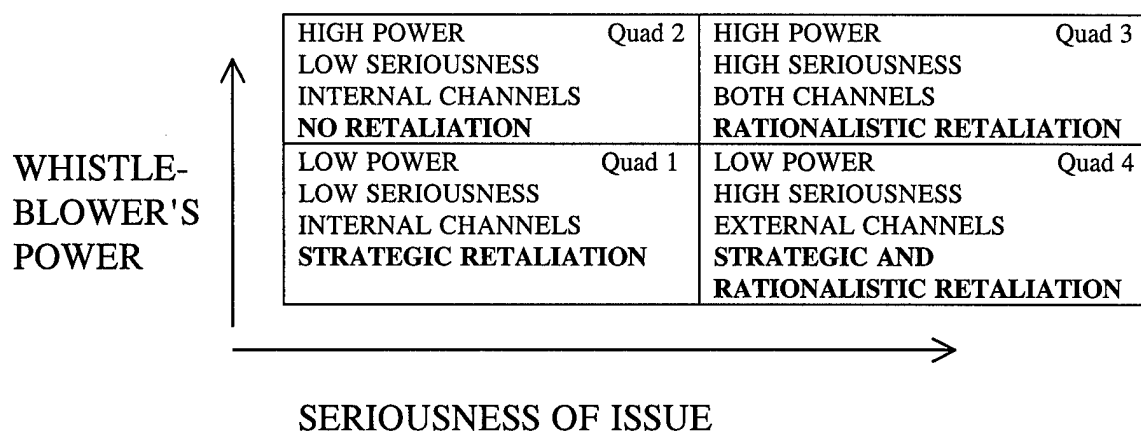 HIGH POWER Quad 2
LOW SERIOUSNESS
INTERNAL CHANNELS
NO RETALIATION
HIGH POWER Quad 3
HIGH SERIOUSNESS
BOTH CHANNELS
RATIONALISTIC RETALIATION
WHISTLE-
BLOWER'S
POWER
LOW POWER Quad 1
LOW SERIOUSNESS
INTERNAL CHANNELS
STRATEGIC RETALIATION
LOW POWER Quad 4
HIGH SERIOUSNESS
EXTERNAL CHANNELS
STRATEGIC AND
RATIONALISTIC RETALIATION
SERIOUSNESS OF ISSUE